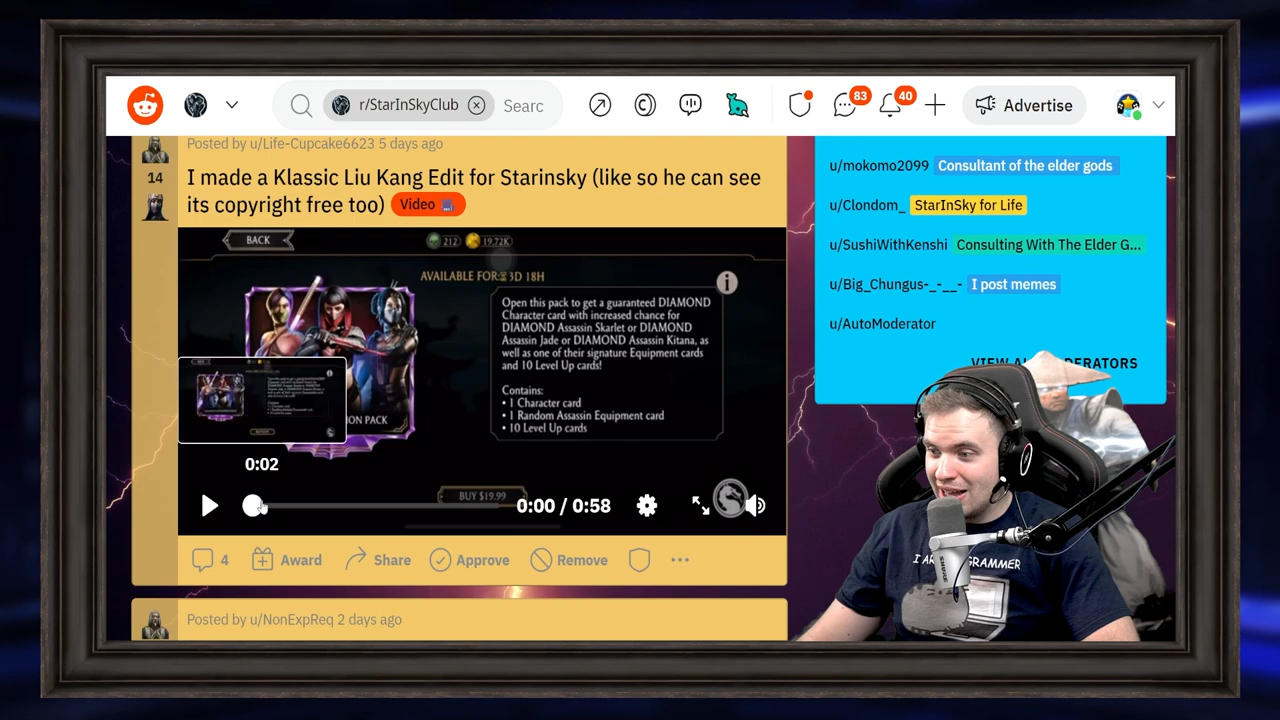 r/StarInSkyClub
Searc
83
40
Advertise
Posted by u/Life-Cupcake6623 5 days ago
14
I made a Klassic Liu Kang Edit for Starinsky (like so he can see
its copyright free too) Video
BACK
212
19.72K
AVAILABLE FOR: 3D 18H
Open this pack to get a guaranteed DIAMOND
Character card with increased chance for
DIAMOND Assassin Skarlet or DIAMOND
Assassin Jade or DIAMOND Assassin Kitana, as
well as one of their signature Equipment cards
and 10 Level Up cards!
Contains:
• 1 Character card
• 1 Random Assassin Equipment card
• 10 Level Up cards
ON PACK
0:02
BUY $19.99
0:00 / 0:58
4
Award
Share
Approve
Remove
Posted by u/NonExpReq 2 days ago
u/mokomo2099 Consultant of the elder gods
u/Clondom_ StarInSky for Life
u/SushiWithKenshi Consulting With The Elder G...
u/Big_Chungus-_-__- I post memes
u/AutoModerator